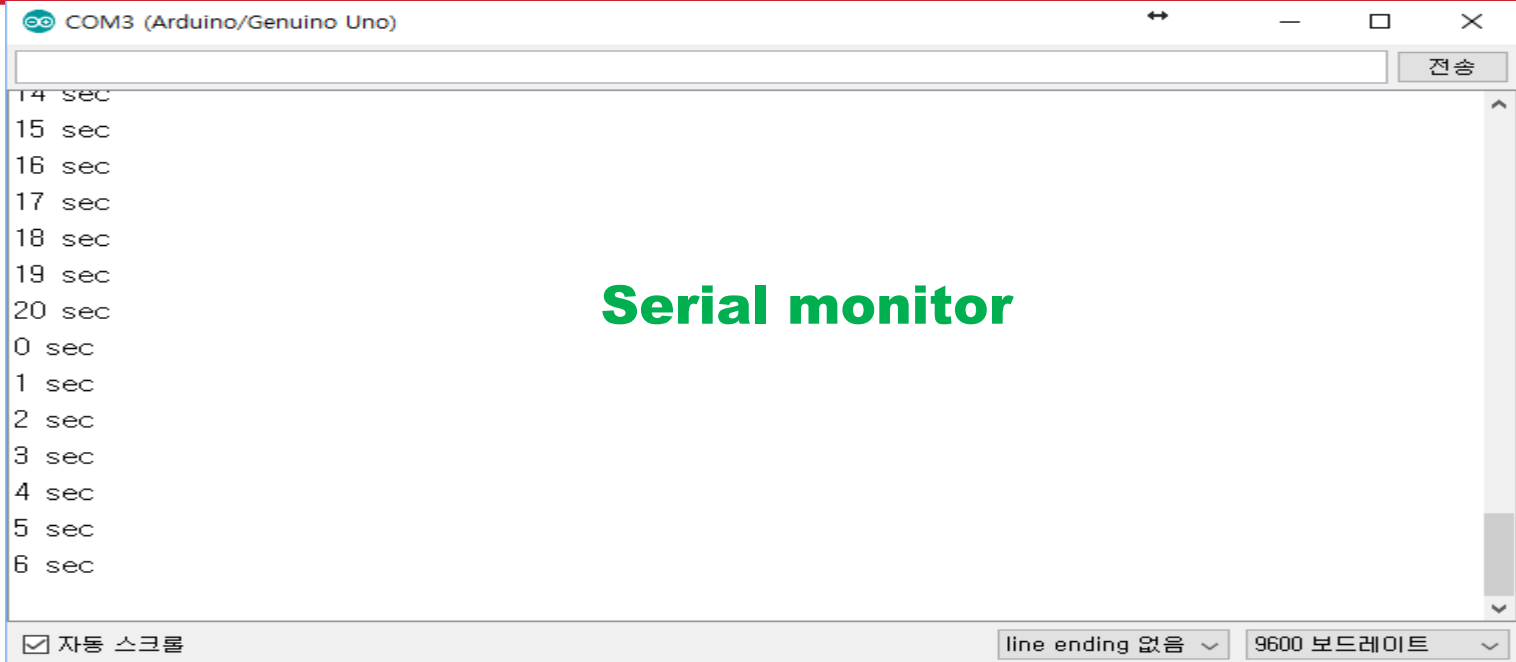 COM3 (Arduino/Genuino Uno)
전송
14 sec
15 sec
16 sec
17 sec
18 sec
19 sec
20 sec
0 sec
1 sec
2 sec
3 sec
4 sec
5 sec
6 sec
Serial monitor
자동 스크롤
line ending 없음
9600 보드레이트